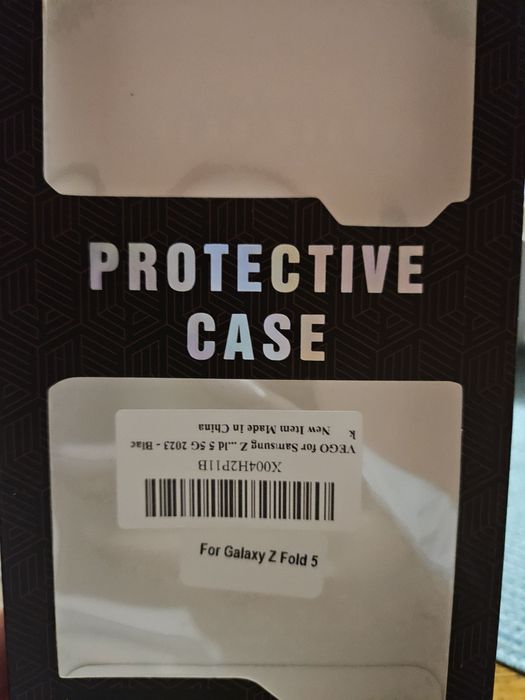 PROTECTIVE
CASE
X004H2P11B
VEGO for Samsung Z...ld 5 5G 2023 - Blac
k
New Item Made in China
For Galaxy Z Fold 5